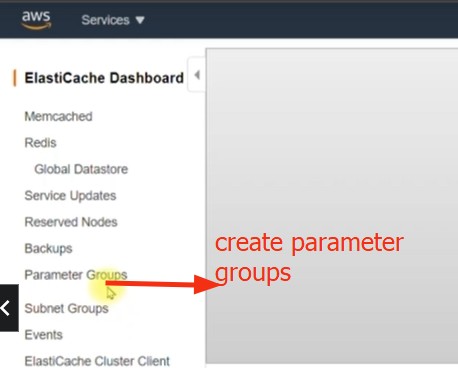 aws
Services ▼
ElastiCache Dashboard
Memcached
Redis
Global Datastore
Service Updates
Reserved Nodes
Backups
Parameter Groups
create parameter
groups
Subnet Groups
Events
ElastiCache Cluster Client